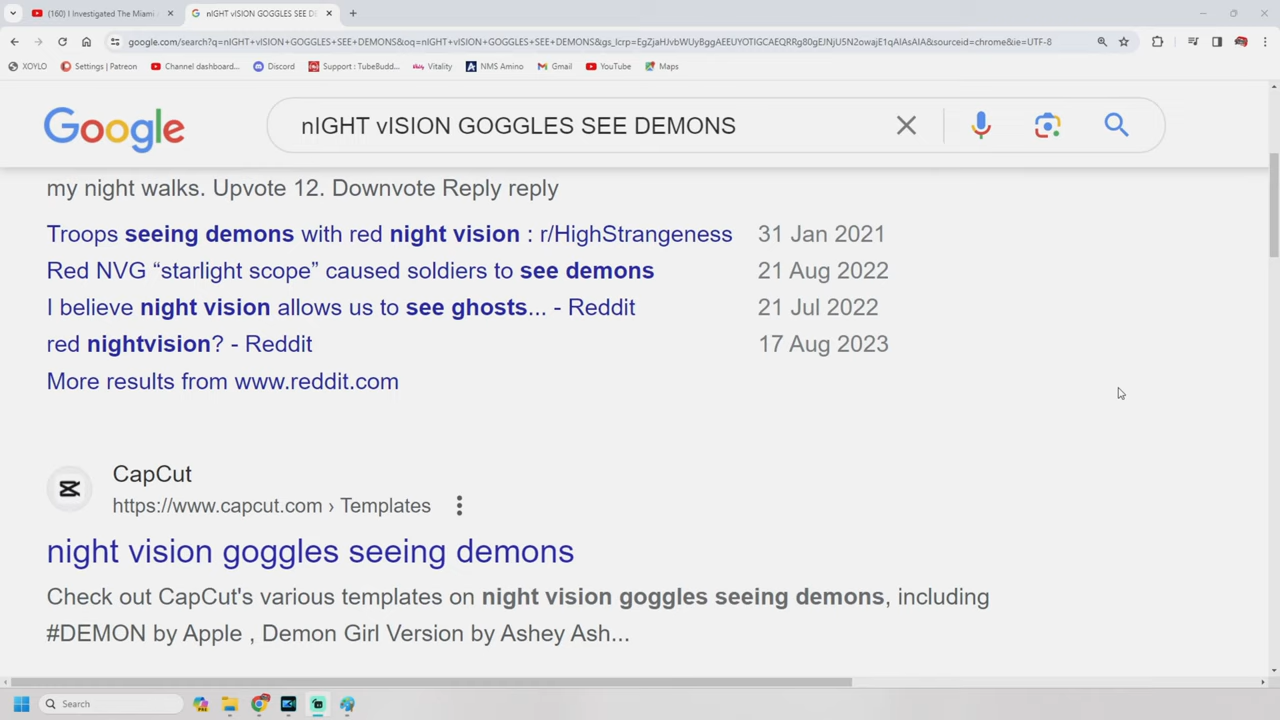 (160) I Investigated The Miami
nIGHT vISION GOGGLES SEE DE
google.com/search?q=nIGHT+vISION+GOGGLES+SEE+DEMONS&oq=nIGHT+vISION+GOGGLES+SEE+DEMONS&gs_lcrp=EgZjaHJvbWUyBggAEEUYOTIGCAEQRRg80gEJNjU5N2owajE1qAIAsAIA&sourceid=chrome&ie=UTF-8
XOYLO
Settings | Patreon
Channel dashboard...
Discord
Support : TubeBudd...
Vitality
NMS Amino
Gmail
YouTube
Maps
Google
nIGHT vISION GOGGLES SEE DEMONS
my night walks. Upvote 12. Downvote Reply reply
Troops seeing demons with red night vision : r/HighStrangeness 31 Jan 2021
Red NVG “starlight scope” caused soldiers to see demons 21 Aug 2022
I believe night vision allows us to see ghosts... - Reddit 21 Jul 2022
red nightvision? - Reddit 17 Aug 2023
More results from www.reddit.com
CapCut
https://www.capcut.com › Templates
night vision goggles seeing demons
Check out CapCut's various templates on night vision goggles seeing demons, including
#DEMON by Apple , Demon Girl Version by Ashey Ash...
Search